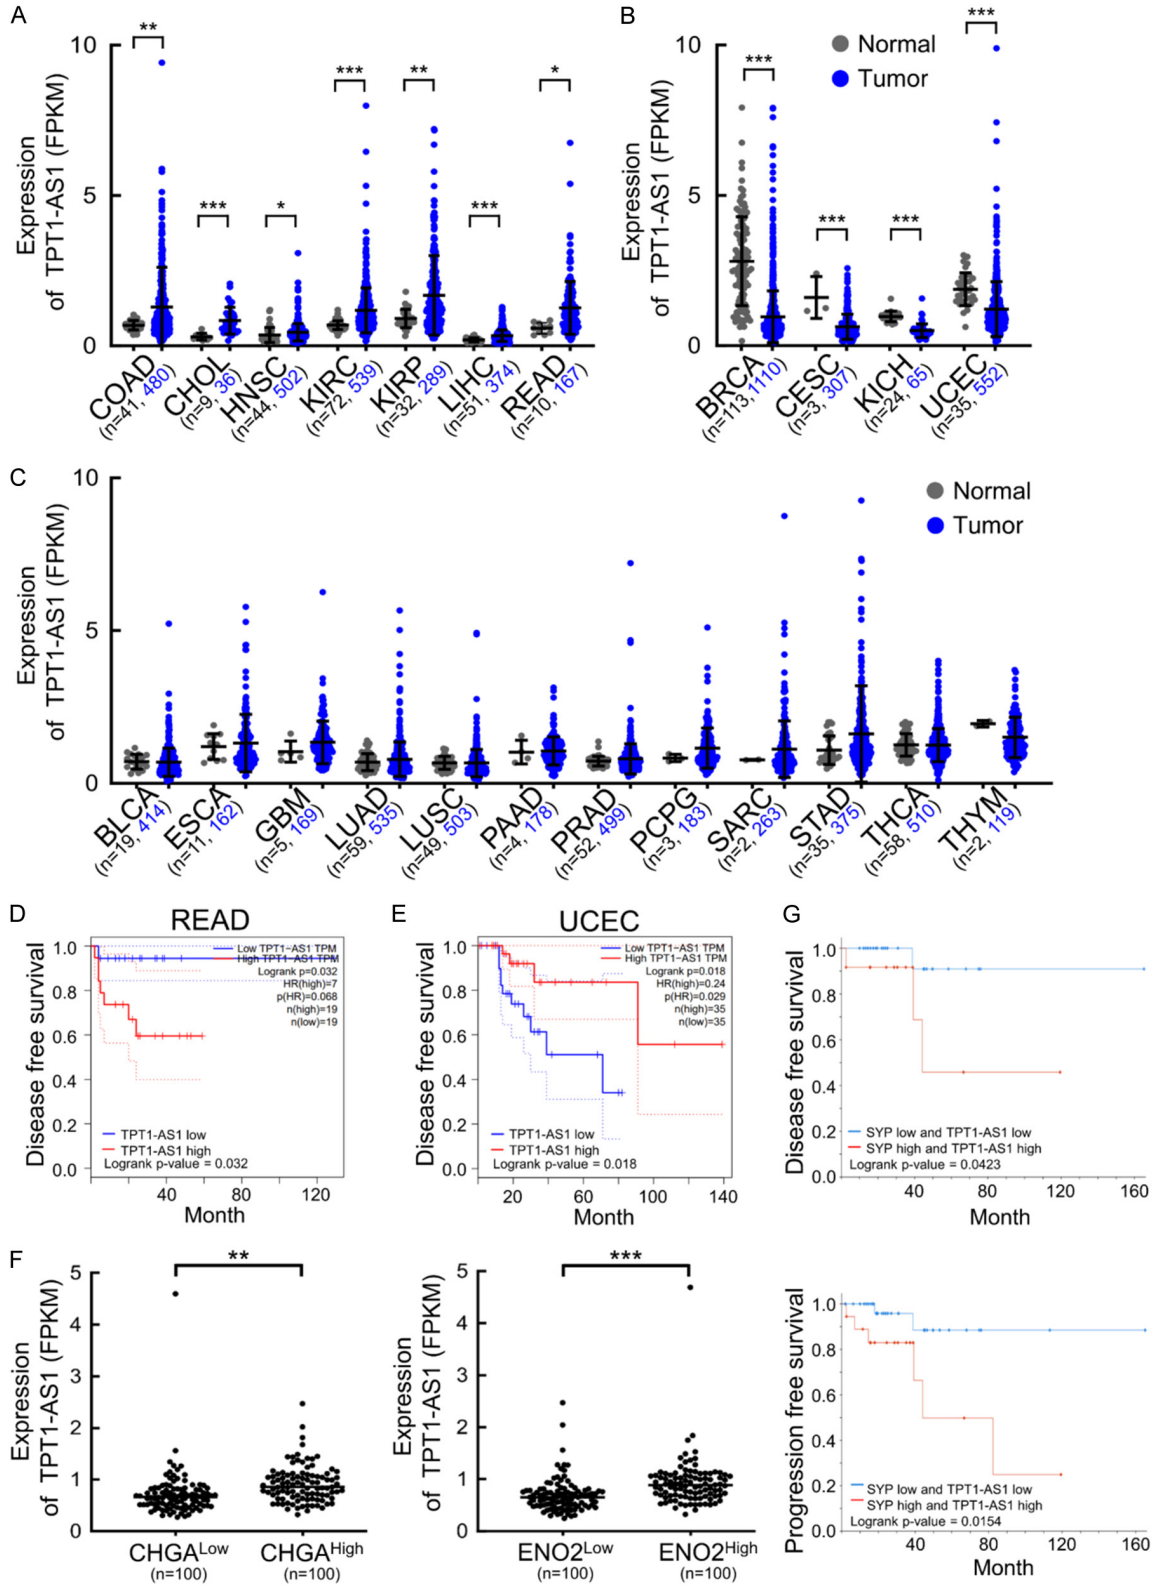 A
Expression
of TPT1-AS1 (FPKM)
10
5
0
**
***
*
***
**
***
*
COAD
(n=41, 480)
CHOL
(n=9, 36)
HNSC
(n=44, 502)
KIRC
(n=72, 539)
KIRP
(n=32, 289)
LIHC
(n=51, 374)
READ
(n=10, 167)
B
Expression
of TPT1-AS1 (FPKM)
10
5
0
Normal
Tumor
***
***
***
***
BRCA
(n=113,1110)
CESC
(n=3, 307)
KICH
(n=24, 65)
UCEC
(n=35, 552)
C
Expression
of TPT1-AS1 (FPKM)
10
5
0
Normal
Tumor
BLCA
(n=19, 414)
ESCA
(n=11, 162)
GBM
(n=5, 169)
LUAD
(n=59, 535)
LUSC
(n=49, 503)
PAAD
(n=4, 178)
PRAD
(n=52, 499)
PCPG
(n=3, 183)
SARC
(n=2, 263)
STAD
(n=35, 375)
THCA
(n=58, 510)
THYM
(n=2, 119)
D
READ
Disease free survival
1.0
0.8
0.6
0.4
0.2
0.0
Low TPT1-AS1 TPM
High TPT1-AS1 TPM
Logrank p=0.032
HR(high)=7
p(HR)=0.068
n(high)=19
n(low)=19
TPT1-AS1 low
TPT1-AS1 high
Logrank p-value = 0.032
40 80 120
Month
E
UCEC
Disease free survival
1.0
0.8
0.6
0.4
0.2
0.0
Low TPT1-AS1 TPM
High TPT1-AS1 TPM
Logrank p=0.018
HR(high)=0.24
p(HR)=0.029
n(high)=35
n(low)=35
TPT1-AS1 low
TPT1-AS1 high
Logrank p-value = 0.018
20 60 100 140
Month
G
Disease free survival
1.0
0.8
0.6
0.4
0.2
0.0
SYP low and TPT1-AS1 low
SYP high and TPT1-AS1 high
Logrank p-value = 0.0423
40 80 120 160
Month
F
Expression
of TPT1-AS1 (FPKM)
5
4
3
2
1
0
**
CHGALow
(n=100)
CHGAHigh
(n=100)
Expression
of TPT1-AS1 (FPKM)
5
4
3
2
1
0
***
ENO2Low
(n=100)
ENO2High
(n=100)
Progression free survival
1.0
0.8
0.6
0.4
0.2
0.0
SYP low and TPT1-AS1 low
SYP high and TPT1-AS1 high
Logrank p-value = 0.0154
40 80 120 160
Month